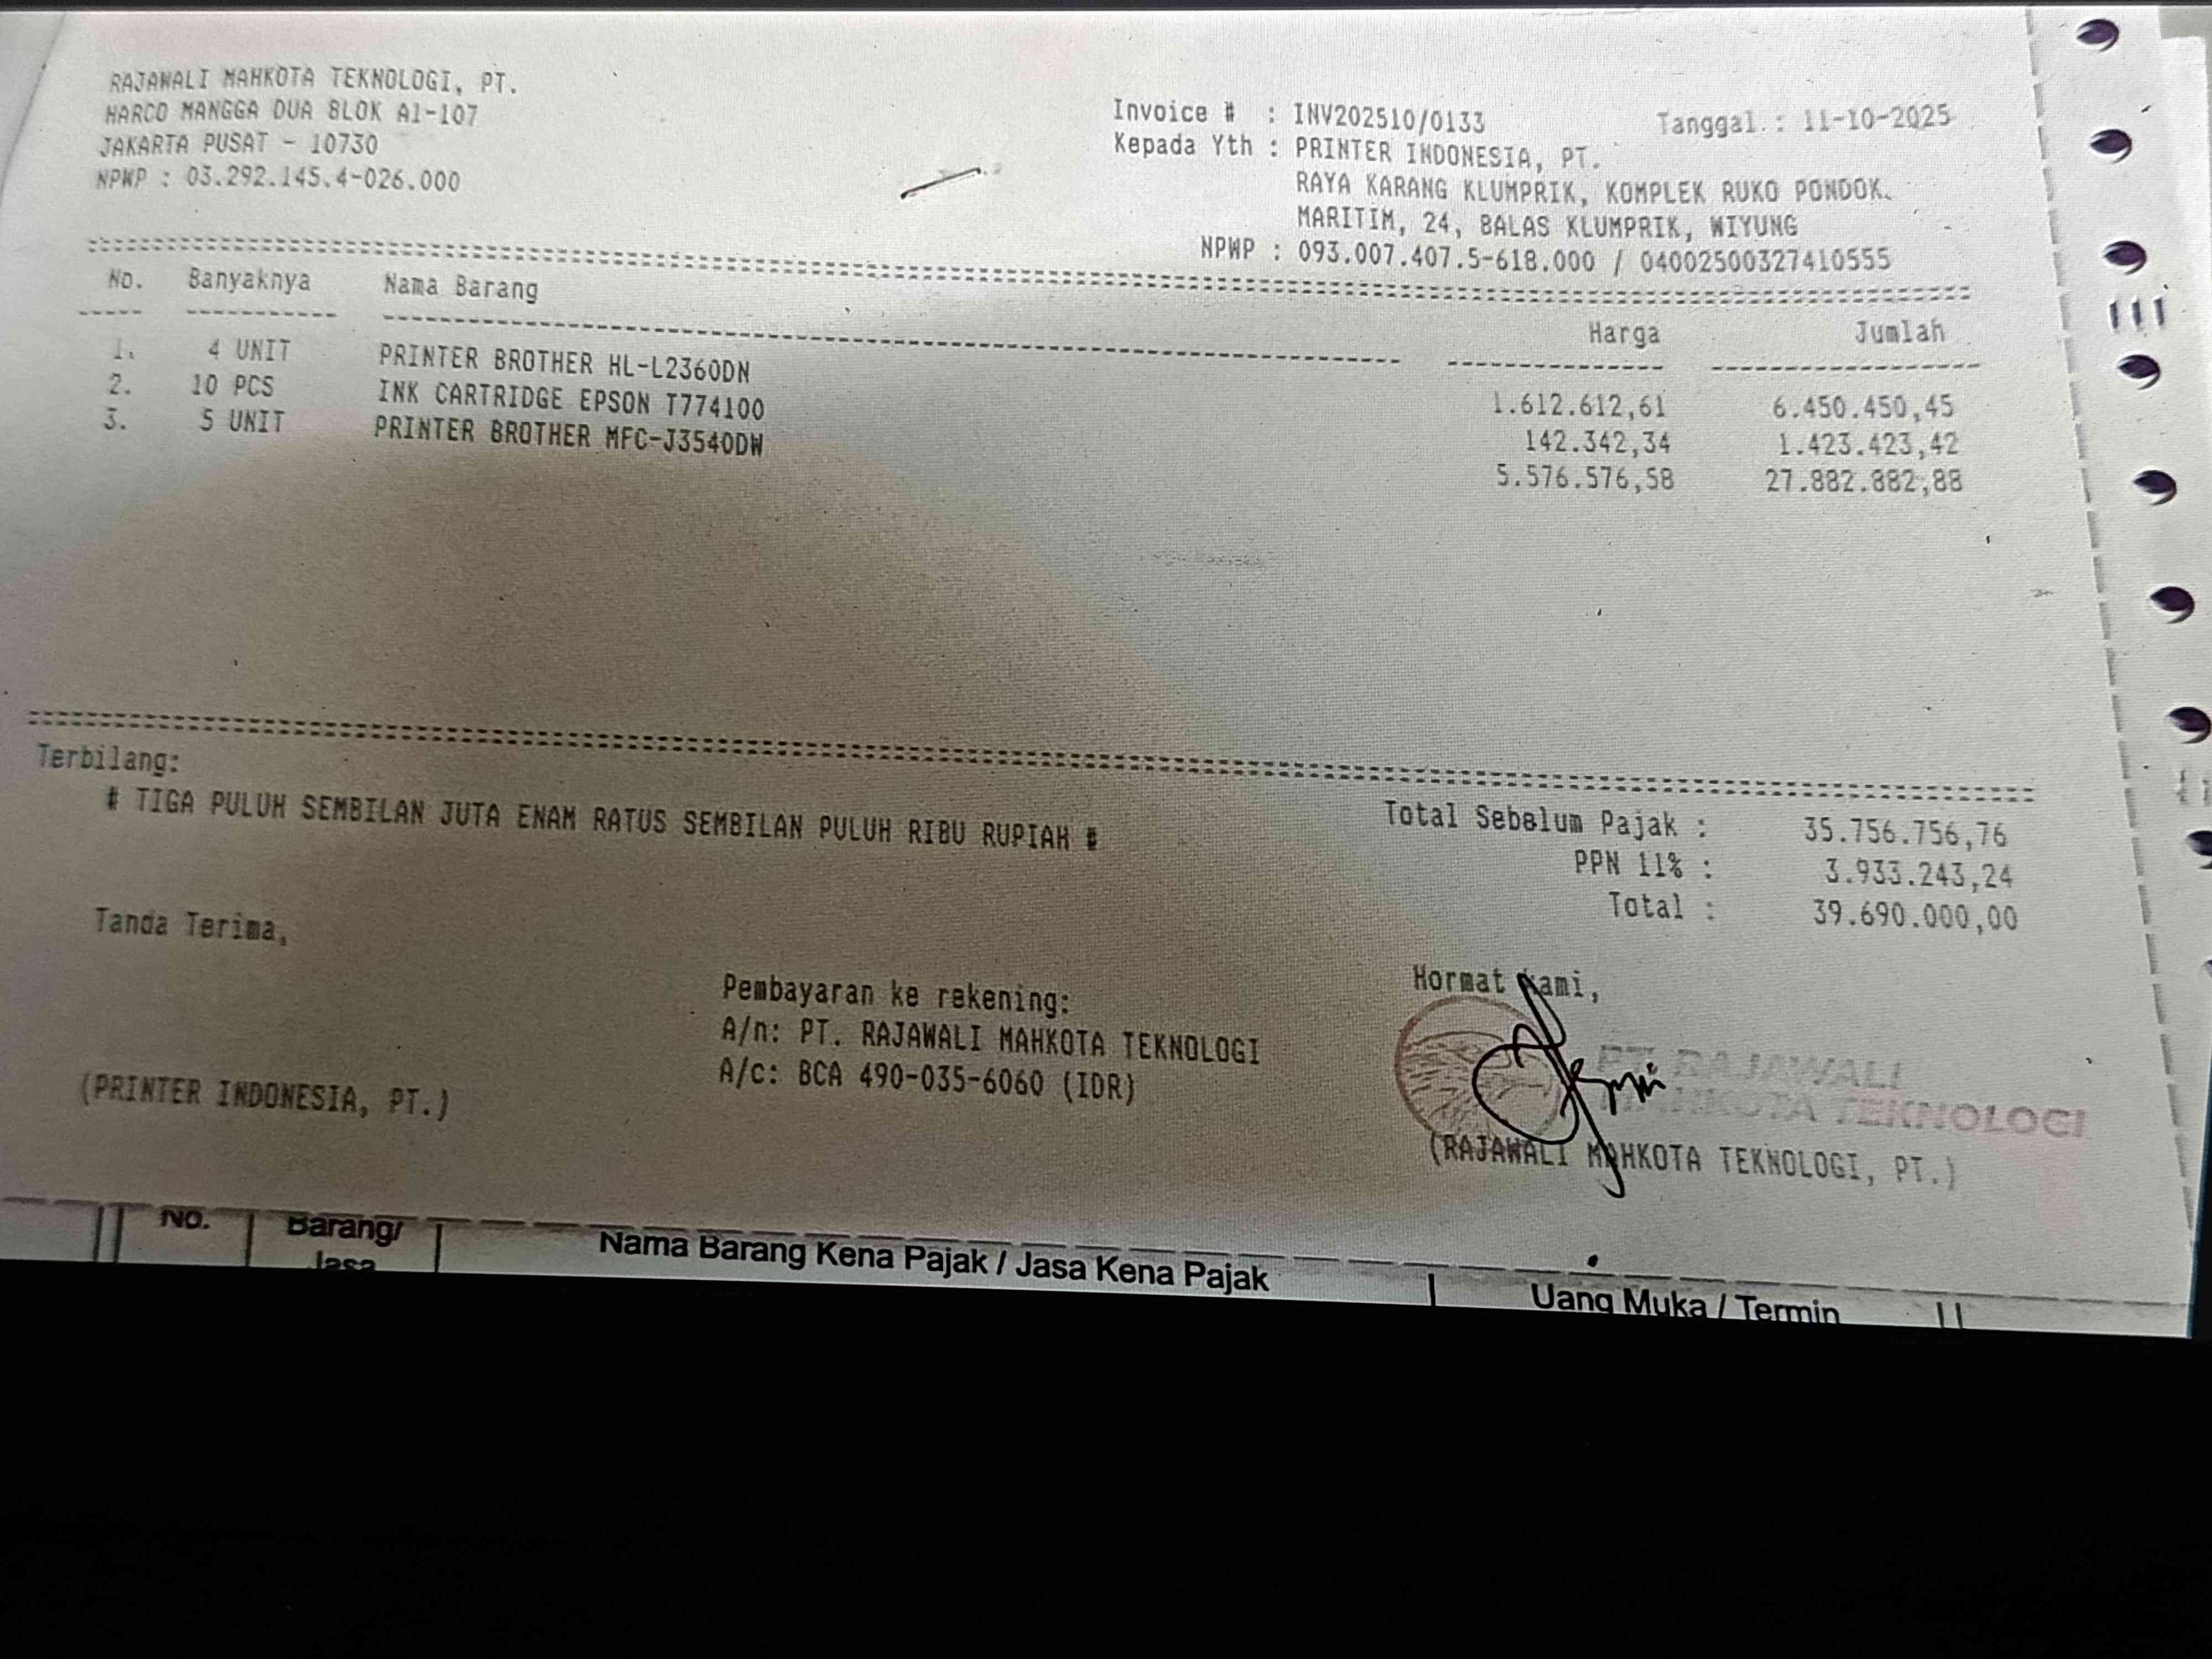 RAJAWALI MAHKOTA TEKNOLOGI, PT.
HARCO MANGGA DUA BLOK A1-107
JAKARTA PUSAT - 10730
NPWP : 03.292.145.4-026.000
Invoice # : INV202510/0133 Tanggal : 11-10-2025
Kepada Yth : PRINTER INDONESIA, PT.
RAYA KARANG KLUMPRIK, KOMPLEK RUKO PONDOK
MARITIM, 24, BALAS KLUMPRIK, WIYUNG
NPWP : 093.007.407.5-618.000 / 04002500327410555
No. Banyaknya Nama Barang Harga Jumlah
1. 4 UNIT PRINTER BROTHER HL-L2360DN 1.612.612,61 6.450.450,45
2. 10 PCS INK CARTRIDGE EPSON T774100 142.342,34 1.423.423,42
3. 5 UNIT PRINTER BROTHER MFC-J3540DW 5.576.576,58 27.882.882,88
Terbilang:
# TIGA PULUH SEMBILAN JUTA ENAM RATUS SEMBILAN PULUH RIBU RUPIAH #
Total Sebelum Pajak : 35.756.756,76
PPN 11% : 3.933.243,24
Total : 39.690.000,00
Tanda Terima,
(PRINTER INDONESIA, PT.)
Pembayaran ke rekening:
A/n: PT. RAJAWALI MAHKOTA TEKNOLOGI
A/c: BCA 490-035-6060 (IDR)
Hormat Kami,
PT. RAJAWALI
MAHKOTA TEKNOLOGI
(RAJAWALI MAHKOTA TEKNOLOGI, PT.)
No. Barang/ Nama Barang Kena Pajak / Jasa Kena Pajak Uang Muka / Termin
Jasa